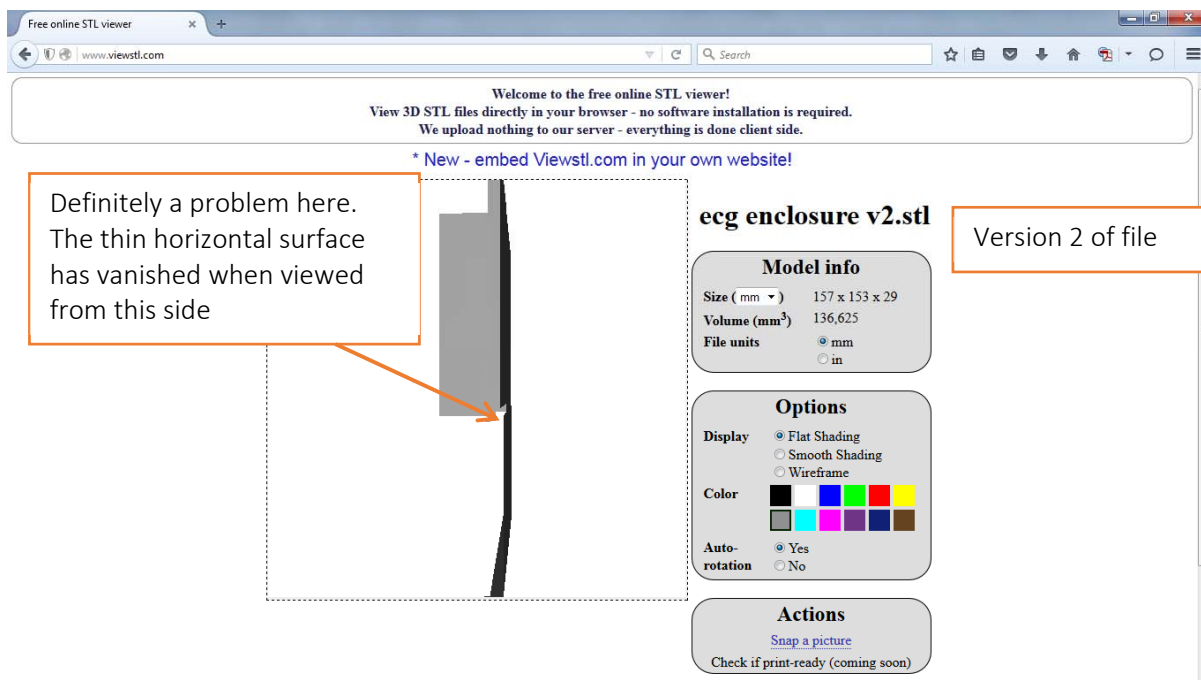 Free online STL viewer
www.viewstl.com
Search
Welcome to the free online STL viewer!
View 3D STL files directly in your browser - no software installation is required.
We upload nothing to our server - everything is done client side.
* New - embed Viewstl.com in your own website!
Definitely a problem here.
The thin horizontal surface
has vanished when viewed
from this side
ecg enclosure v2.stl
Version 2 of file
Model info
Size ( mm ) 157 x 153 x 29
Volume (mm³) 136,625
File units mm
in
Options
Display Flat Shading
Smooth Shading
Wireframe
Color
Auto-
rotation
Yes
No
Actions
Snap a picture
Check if print-ready (coming soon)